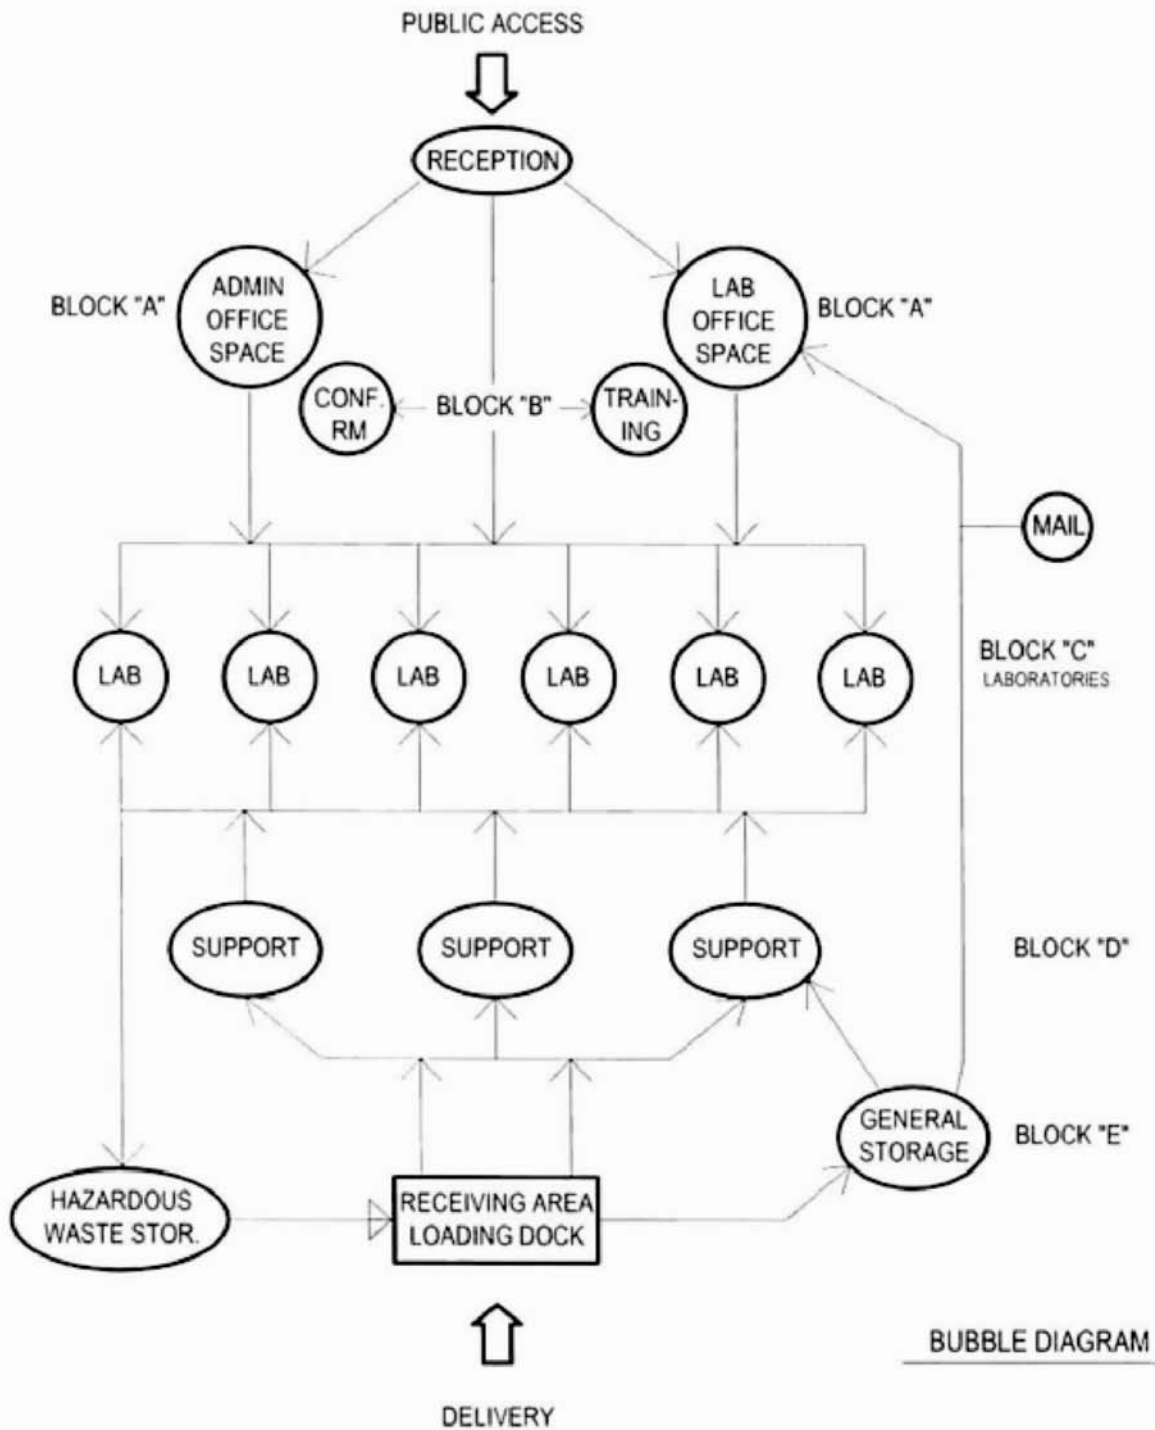 PUBLIC ACCESS
RECEPTION
BLOCK "A"
ADMIN
OFFICE
SPACE
LAB
OFFICE
SPACE
BLOCK "A"
CONF.
RM
BLOCK "B"
TRAIN-
ING
MAIL
LAB
LAB
LAB
LAB
LAB
LAB
BLOCK "C"
LABORATORIES
SUPPORT
SUPPORT
SUPPORT
BLOCK "D"
GENERAL
STORAGE
BLOCK "E"
HAZARDOUS
WASTE STOR.
RECEIVING AREA
LOADING DOCK
BUBBLE DIAGRAM
DELIVERY